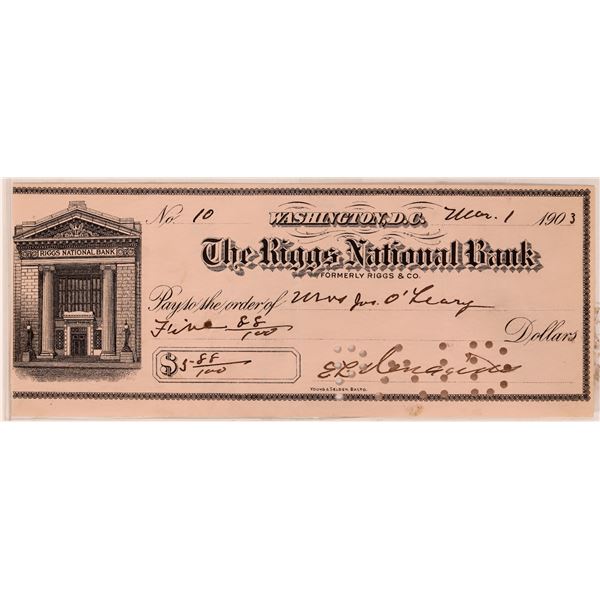 RIGGS NATIONAL BANK
No. 10 WASHINGTON, D.C. Mar. 1 1903
The Riggs National Bank
FORMERLY RIGGS & CO.
Pay to the order of Mrs Jas. O'Leary
Five 88/100 Dollars
$5 88/100
YOUNG & SELDEN BALTO.